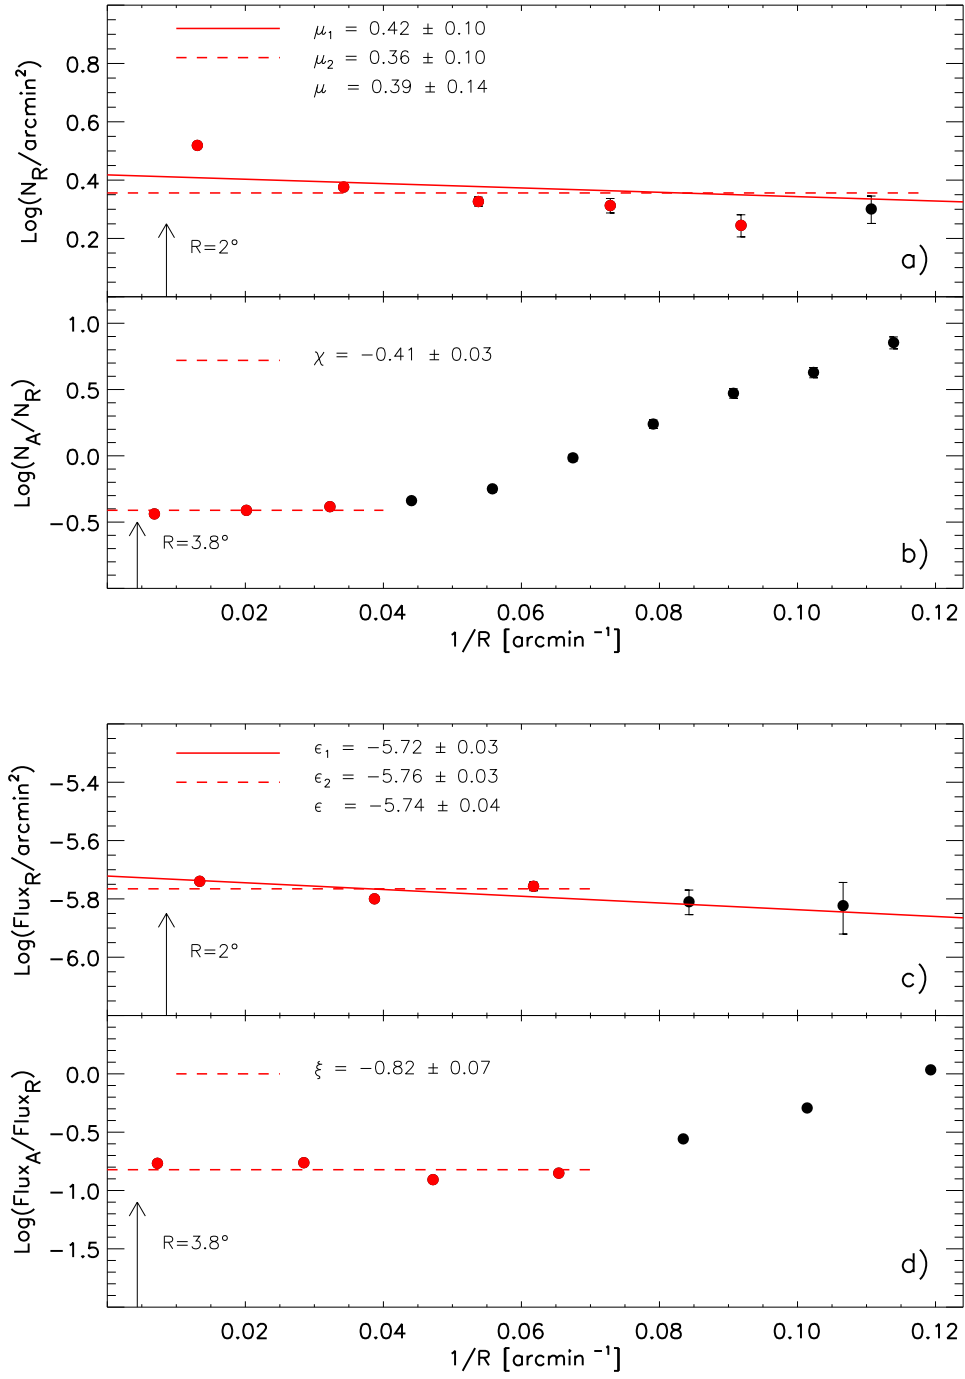 μ₁ = 0.42 ± 0.10
μ₂ = 0.36 ± 0.10
μ = 0.39 ± 0.14
0.8
0.6
0.4
0.2
Log(N_R/arcmin²)
R=2°
a)
1.0
0.5
0.0
−0.5
Log(N_A/N_R)
χ = −0.41 ± 0.03
R=3.8°
b)
0.02 0.04 0.06 0.08 0.10 0.12
1/R [arcmin ⁻¹]
ϵ₁ = −5.72 ± 0.03
ϵ₂ = −5.76 ± 0.03
ϵ = −5.74 ± 0.04
−5.4
−5.6
−5.8
−6.0
Log(Flux_R/arcmin²)
R=2°
c)
0.0
−0.5
−1.0
−1.5
Log(Flux_A/Flux_R)
ξ = −0.82 ± 0.07
R=3.8°
d)
0.02 0.04 0.06 0.08 0.10 0.12
1/R [arcmin ⁻¹]